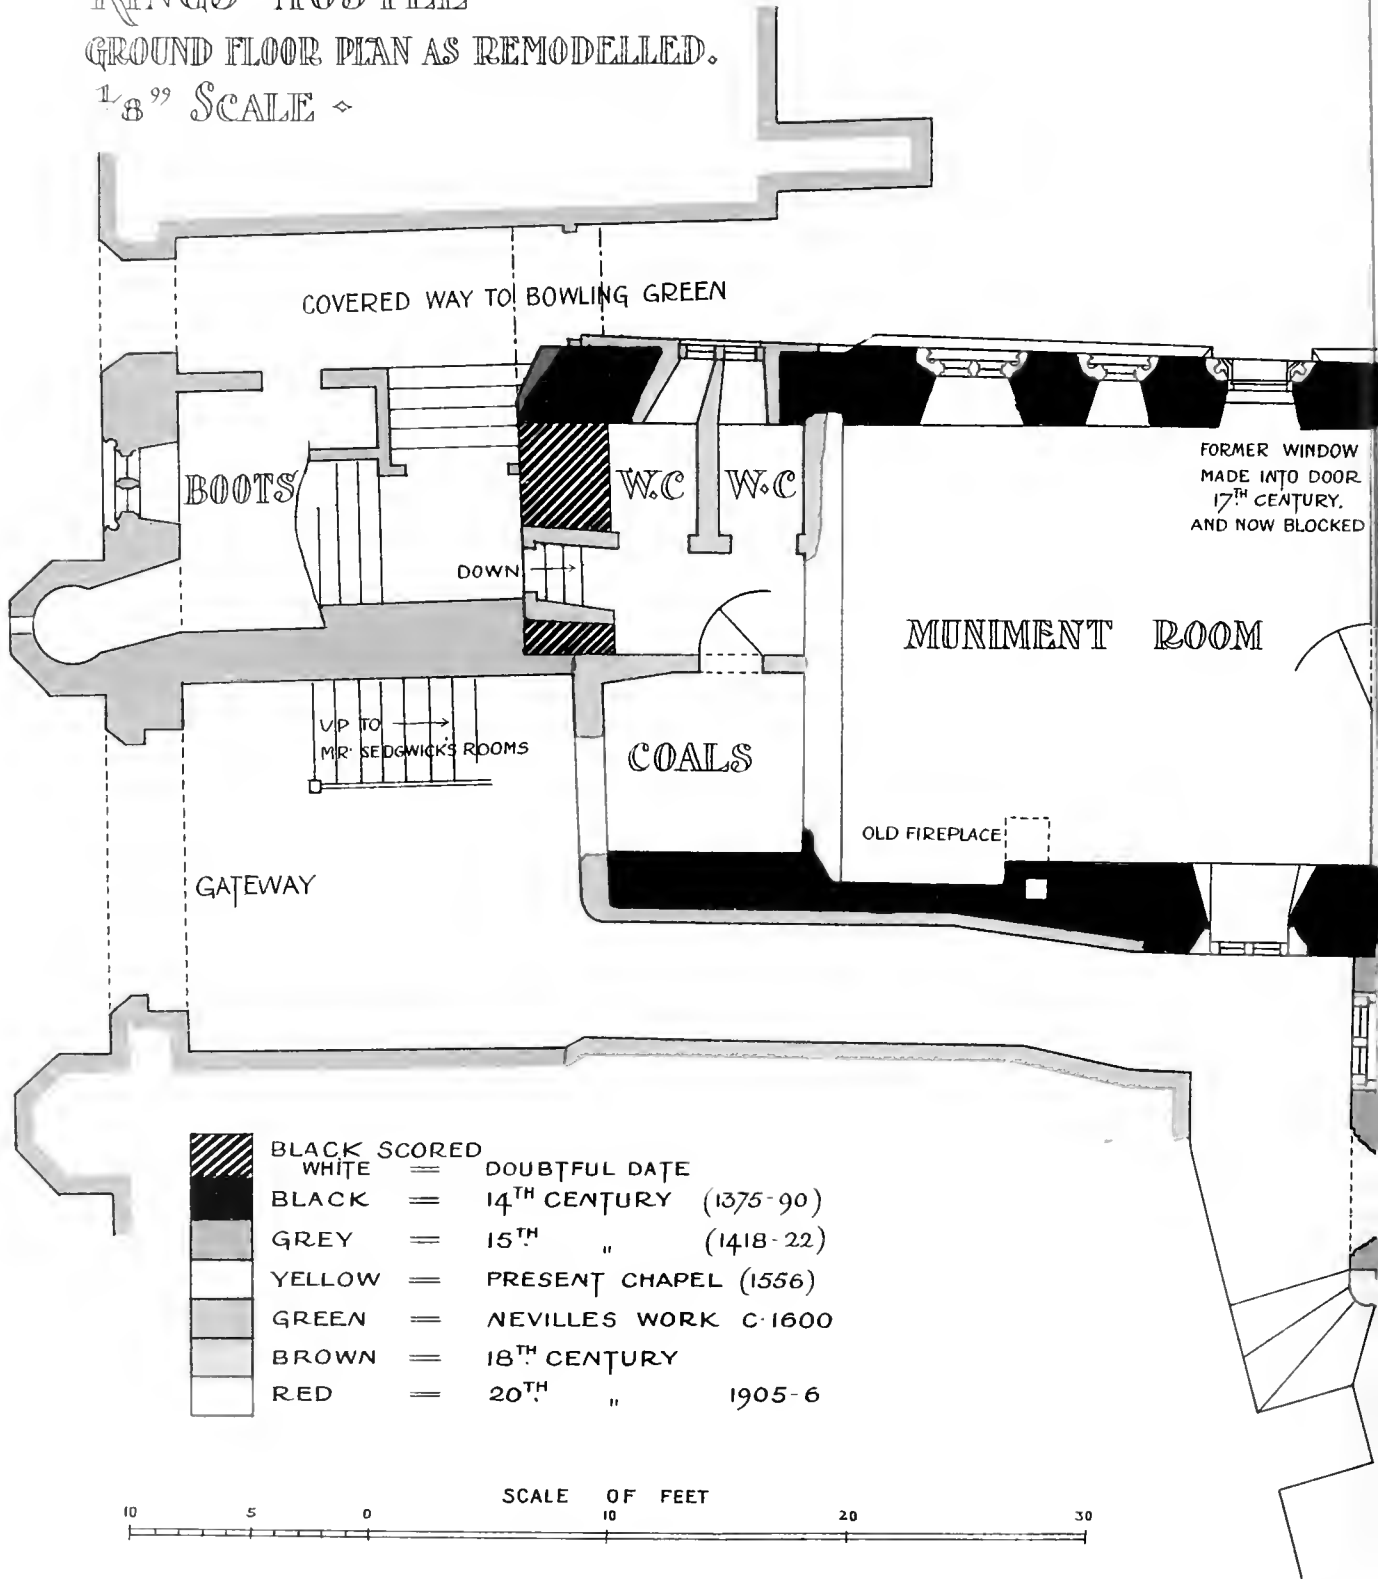 KINGS HOSTEL
GROUND FLOOR PLAN AS REMODELLED.
1/8" SCALE
COVERED WAY TO BOWLING GREEN
BOOTS
W.C
W.C
FORMER WINDOW
MADE INTO DOOR
17TH CENTURY.
AND NOW BLOCKED
DOWN
MUNIMENT ROOM
UP TO
MR. SEDGWICK'S ROOMS
COALS
OLD FIREPLACE
GATEWAY
BLACK SCORED
WHITE = DOUBTFUL DATE
BLACK = 14TH CENTURY (1375-90)
GREY = 15TH " (1418-22)
YELLOW = PRESENT CHAPEL (1556)
GREEN = NEVILLES WORK C.1600
BROWN = 18TH CENTURY
RED = 20TH " 1905-6
SCALE OF FEET
10 5 0 10 20 30